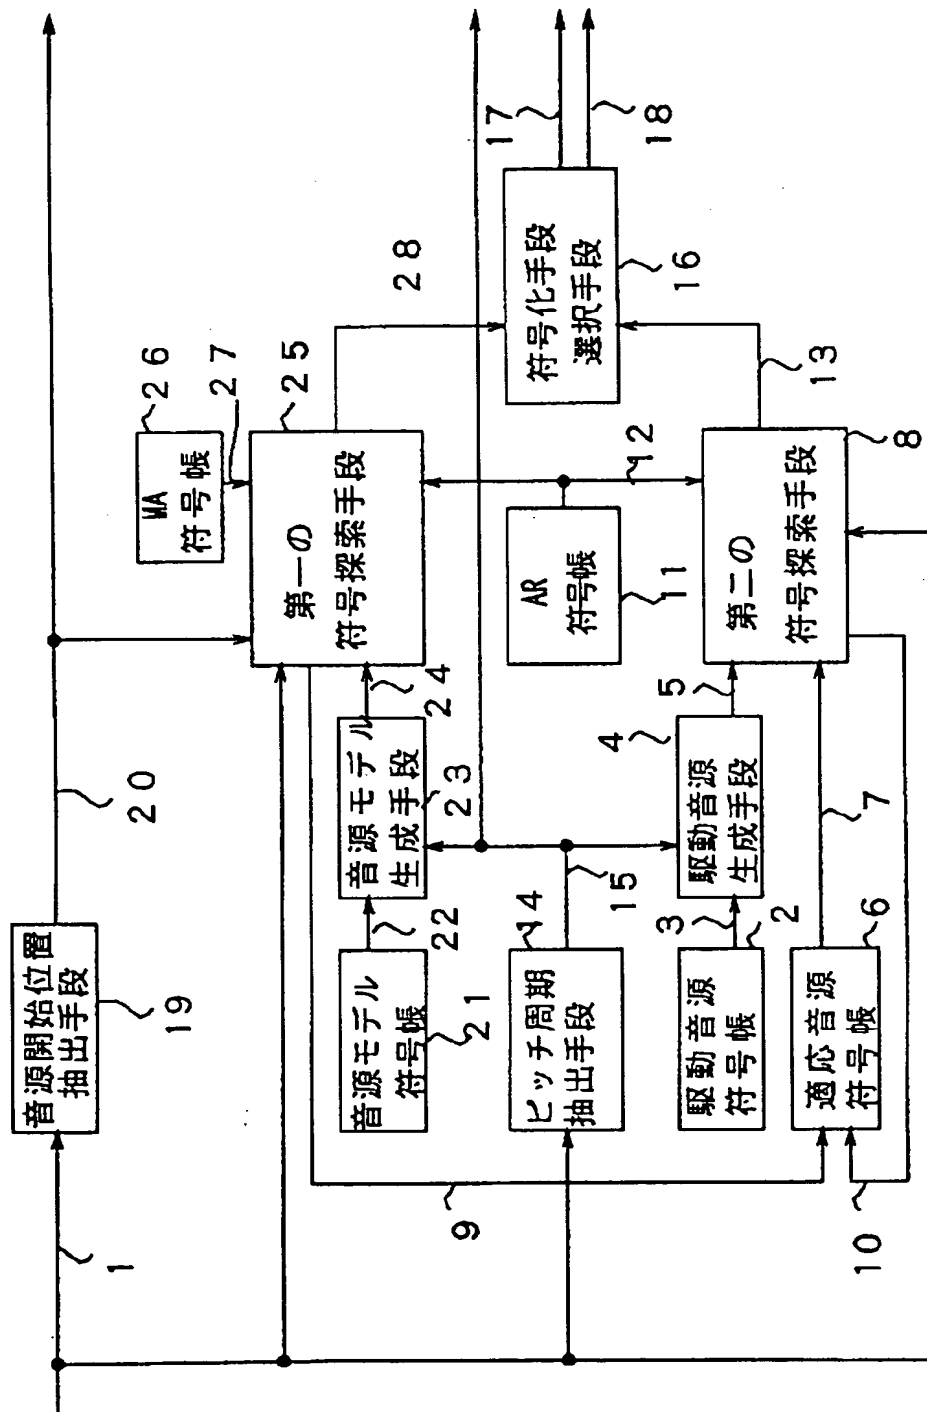 1
音源開始位置
抽出手段
19
20
MA
符号帳
26
27
第一の
符号探索手段
25
28
音源モデル
符号帳
21
22
音源モデル
生成手段
23
24
ピッチ周期
抽出手段
14
15
AR
符号帳
11
12
符号化手段
選択手段
16
17
18
駆動音源
符号帳
2
3
駆動音源
生成手段
4
5
適応音源
符号帳
6
7
第二の
符号探索手段
8
13
9
10